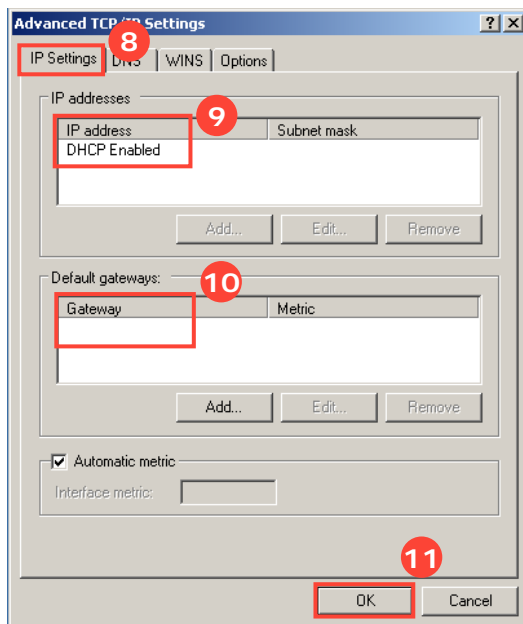 Advanced TCP/IP Settings
8
IP Settings DNS WINS Options
IP addresses
9
IP address Subnet mask
DHCP Enabled
Add... Edit... Remove
Default gateways:
10
Gateway Metric
Add... Edit... Remove
Automatic metric
Interface metric:
11
OK Cancel